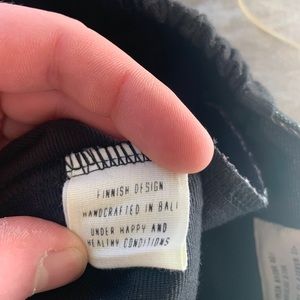 FINNISH DESIGN
HANDCRAFTED IN BALI
UNDER HAPPY AND
HEALTHY CONDITIONS